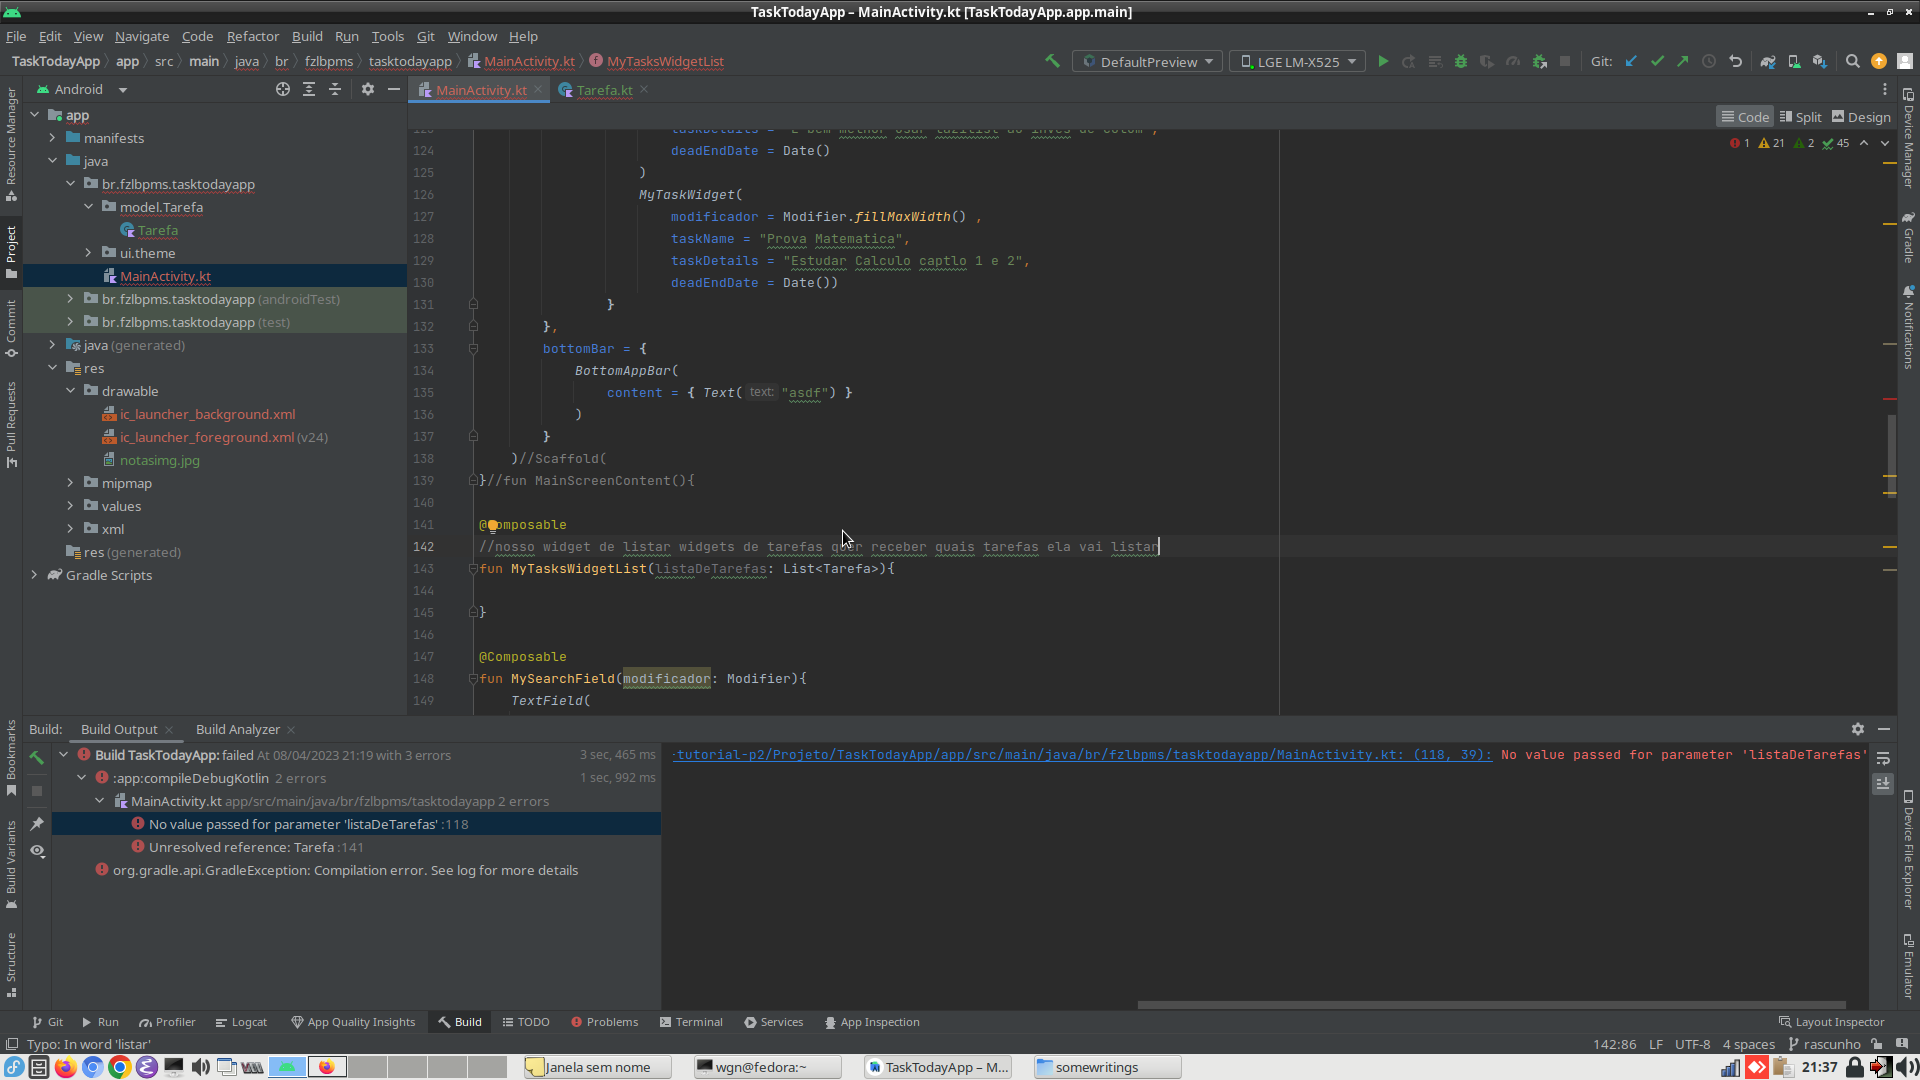 TaskTodayApp – MainActivity.kt [TaskTodayApp.app.main]
File Edit View Navigate Code Refactor Build Run Tools Git Window Help
TaskTodayApp app src main java br fzlbpms tasktodayapp MainActivity.kt MyTasksWidgetList DefaultPreview LGE LM-X525 Git:
Android MainActivity.kt Tarefa.kt
Code Split Design
1 21 2 45
app
manifests
java
br.fzlbpms.tasktodayapp
model.Tarefa
Tarefa
ui.theme
MainActivity.kt
br.fzlbpms.tasktodayapp (androidTest)
br.fzlbpms.tasktodayapp (test)
java (generated)
res
drawable
ic_launcher_background.xml
ic_launcher_foreground.xml (v24)
notasimg.jpg
mipmap
values
xml
res (generated)
Gradle Scripts
124 deadEndDate = Date()
125 )
126 MyTaskWidget(
127 modificador = Modifier.fillMaxWidth() ,
128 taskName = "Prova Matematica",
129 taskDetails = "Estudar Calculo captlo 1 e 2",
130 deadEndDate = Date())
131 }
132 },
133 bottomBar = {
134 BottomAppBar(
135 content = { Text( text: "asdf") }
136 )
137 }
138 )//Scaffold(
139 }//fun MainScreenContent(){
140
141 @Composable
142 //nosso widget de listar widgets de tarefas quer receber quais tarefas ela vai listar
143 fun MyTasksWidgetList(listaDeTarefas: List<Tarefa>){
144
145 }
146
147 @Composable
148 fun MySearchField(modificador: Modifier){
149 TextField(
Build: Build Output Build Analyzer
Build TaskTodayApp: failed At 08/04/2023 21:19 with 3 errors 3 sec, 465 ms
:app:compileDebugKotlin 2 errors 1 sec, 992 ms
MainActivity.kt app/src/main/java/br/fzlbpms/tasktodayapp 2 errors
No value passed for parameter 'listaDeTarefas' :118
Unresolved reference: Tarefa :141
org.gradle.api.GradleException: Compilation error. See log for more details
-tutorial-p2/Projeto/TaskTodayApp/app/src/main/java/br/fzlbpms/tasktodayapp/MainActivity.kt: (118, 39): No value passed for parameter 'listaDeTarefas'
Resource Manager
Project
Commit
Pull Requests
Bookmarks
Build Variants
Structure
Device Manager
Gradle
Notifications
Device File Explorer
Emulator
Git Run Profiler Logcat App Quality Insights Build TODO Problems Terminal Services App Inspection Layout Inspector
Typo: In word 'listar' 142:86 LF UTF-8 4 spaces rascunho
Janela sem nome wgn@fedora:~ TaskTodayApp – M... somewritings 21:37